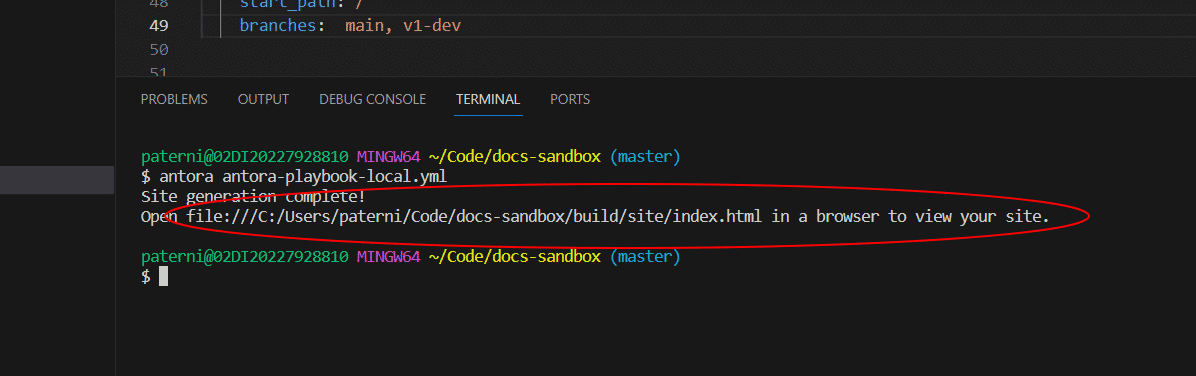 48 start_path: /
49 branches:  main, v1-dev
50
51
PROBLEMS OUTPUT DEBUG CONSOLE TERMINAL PORTS
paterni@02DI20227928810 MINGW64 ~/Code/docs-sandbox (master)
$ antora antora-playbook-local.yml
Site generation complete!
Open file:///C:/Users/paterni/Code/docs-sandbox/build/site/index.html in a browser to view your site.
paterni@02DI20227928810 MINGW64 ~/Code/docs-sandbox (master)
$